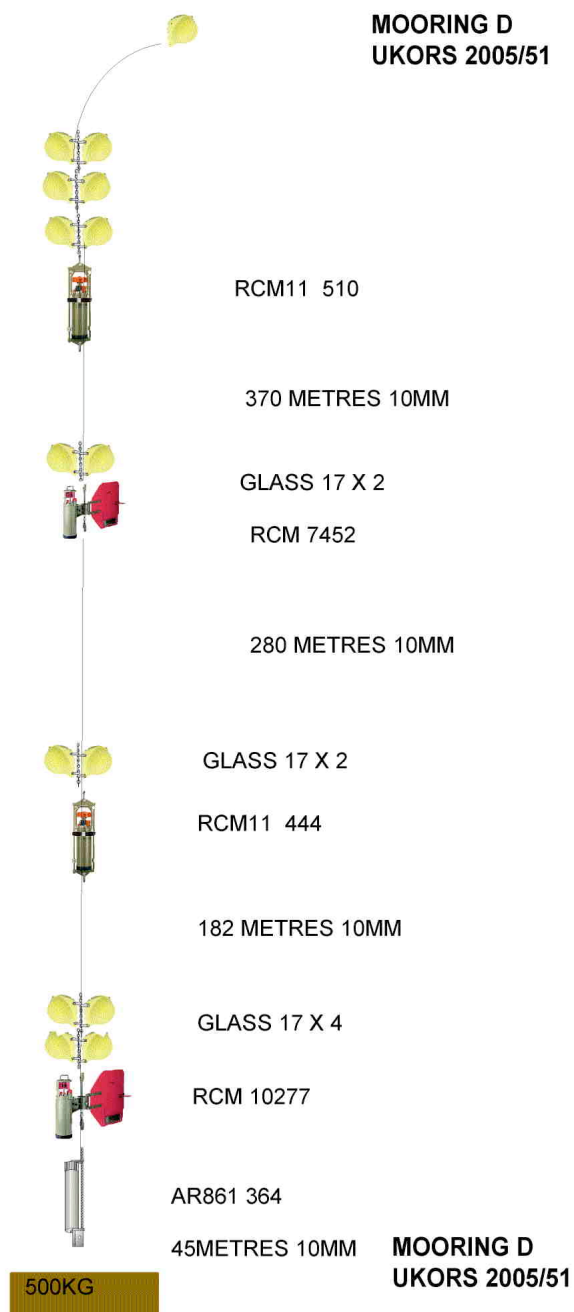 MOORING D
UKORS 2005/51
RCM11 510
370 METRES 10MM
GLASS 17 X 2
RCM 7452
280 METRES 10MM
GLASS 17 X 2
RCM11 444
182 METRES 10MM
GLASS 17 X 4
RCM 10277
AR861 364
45METRES 10MM
MOORING D
UKORS 2005/51
500KG